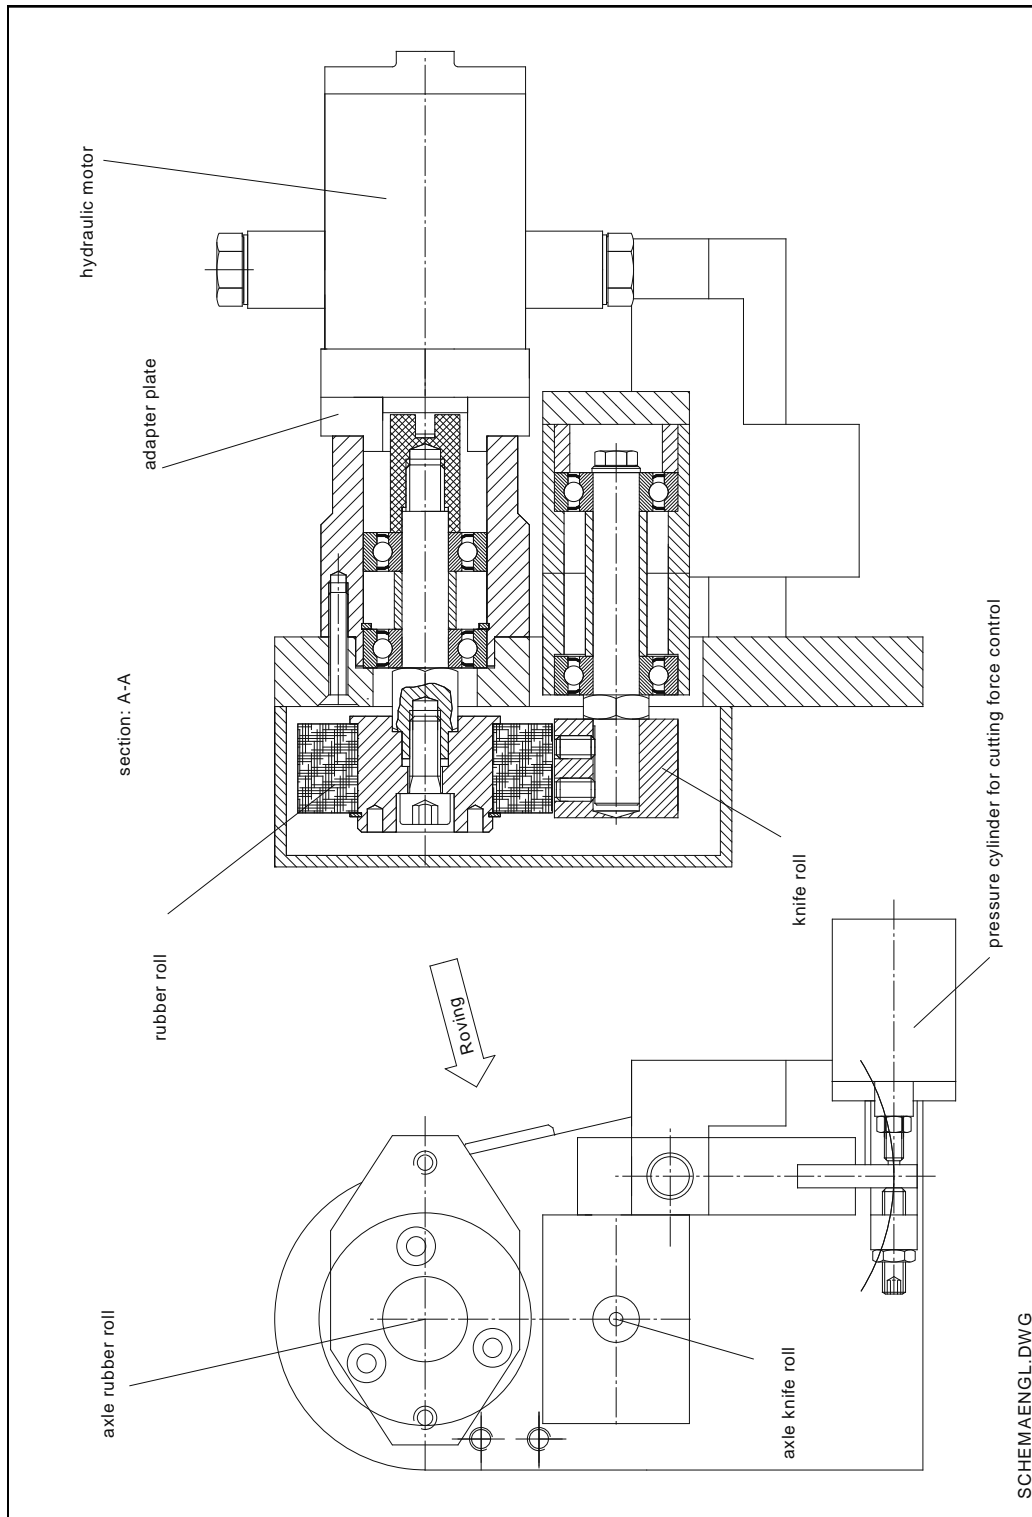 hydraulic motor
adapter plate
section: A-A
rubber roll
knife roll
pressure cylinder for cutting force control
Roving
axle rubber roll
axle knife roll
SCHEMAENGL.DWG